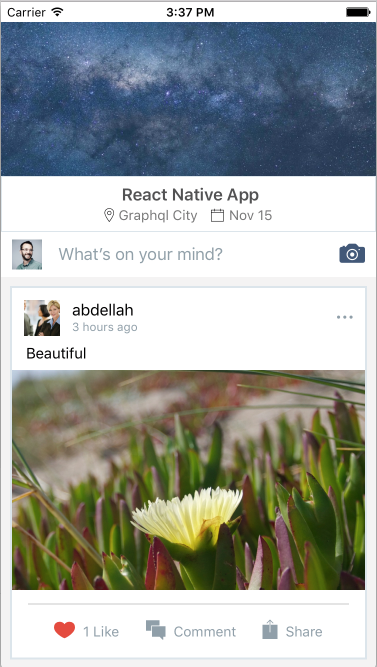 Carrier 3:37 PM
React Native App
Graphql City Nov 15
What's on your mind?
abdellah
3 hours ago
Beautiful
1 Like Comment Share